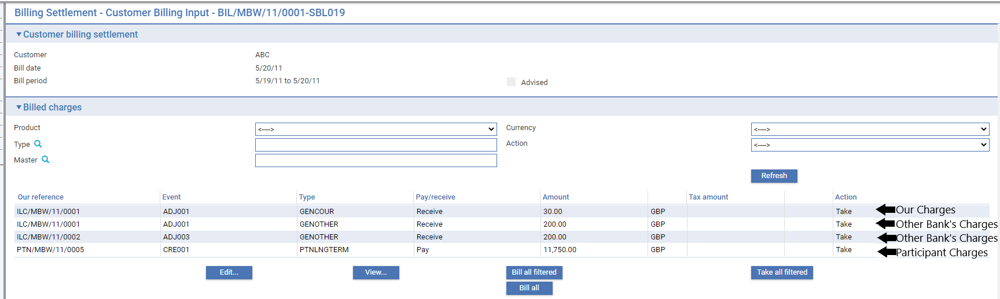 Billing Settlement - Customer Billing Input - BIL/MBW/11/0001-SBL019
Customer billing settlement
Customer ABC
Bill date 5/20/11
Bill period 5/19/11 to 5/20/11 Advised
Billed charges
Product <----> Currency <---->
Type Action <---->
Master
Refresh
Our reference Event Type Pay/receive Amount Tax amount Action
ILC/MBW/11/0001 ADJ001 GENCOUR Receive 30.00 GBP Take Our Charges
ILC/MBW/11/0001 ADJ001 GENOTHER Receive 200.00 GBP Take Other Bank's Charges
ILC/MBW/11/0002 ADJ003 GENOTHER Receive 200.00 GBP Take Other Bank's Charges
PTN/MBW/11/0005 CRE001 PTNLNGTERM Pay 11,750.00 GBP Take Participant Charges
Edit... View... Bill all filtered Take all filtered
Bill all